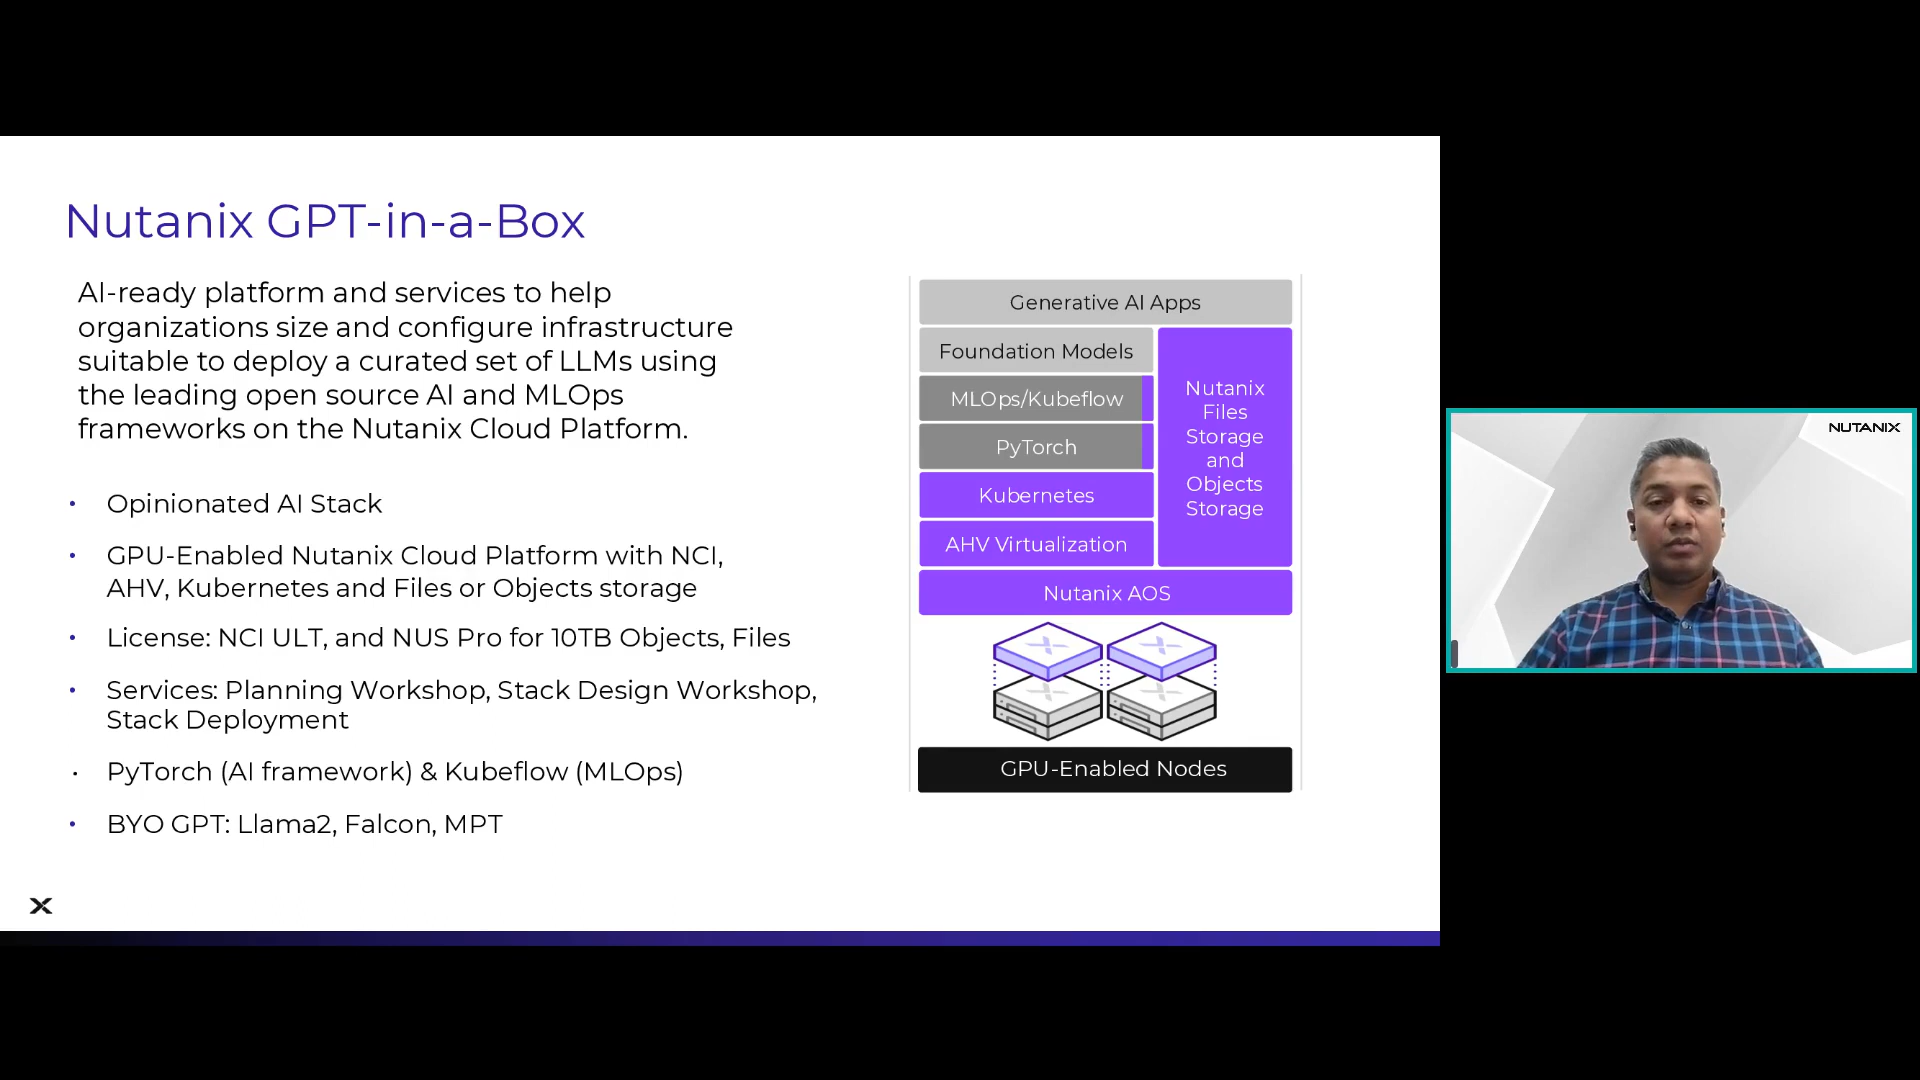 Nutanix GPT-in-a-Box
AI-ready platform and services to help
organizations size and configure infrastructure
suitable to deploy a curated set of LLMs using
the leading open source AI and MLOps
frameworks on the Nutanix Cloud Platform.
• Opinionated AI Stack
• GPU-Enabled Nutanix Cloud Platform with NCI,
AHV, Kubernetes and Files or Objects storage
• License: NCI ULT, and NUS Pro for 10TB Objects, Files
• Services: Planning Workshop, Stack Design Workshop,
Stack Deployment
• PyTorch (AI framework) & Kubeflow (MLOps)
• BYO GPT: Llama2, Falcon, MPT
Generative AI Apps
Foundation Models
MLOps/Kubeflow
PyTorch
Kubernetes
AHV Virtualization
Nutanix
Files
Storage
and
Objects
Storage
Nutanix AOS
GPU-Enabled Nodes
NUTANIX